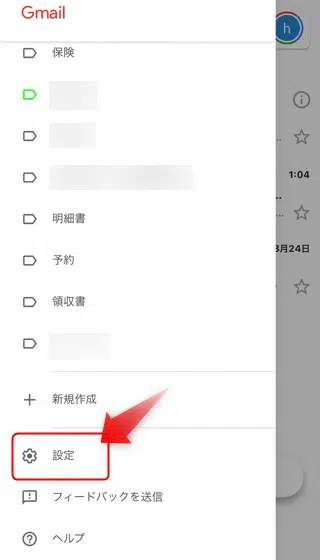 Gmail
h
保険
1:04
明細書
3月24日
予約
領収書
新規作成
設定
フィードバックを送信
ヘルプ